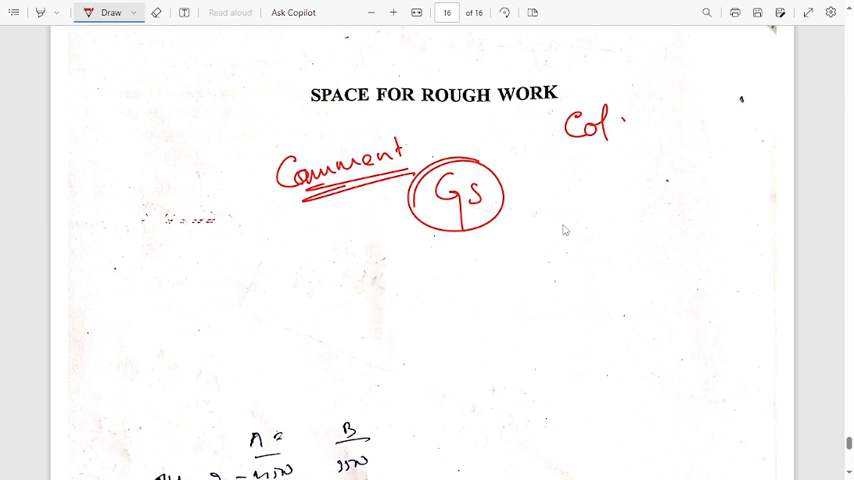 Draw
Read aloud
Ask Copilot
16 of 16
SPACE FOR ROUGH WORK
Col
Comment
Gs
B